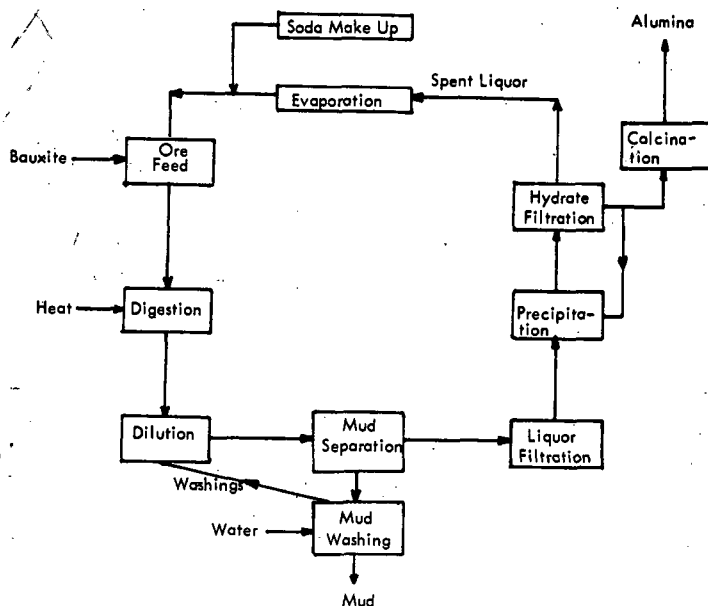 Alumina
Soda Make Up
Spent Liquor
Evaporation
Calcina-
tion
Bauxite
Ore
Feed
Hydrate
Filtration
Heat
Digestion
Precipita-
tion
Dilution
Mud
Separation
Liquor
Filtration
Washings
Water
Mud
Washing
Mud